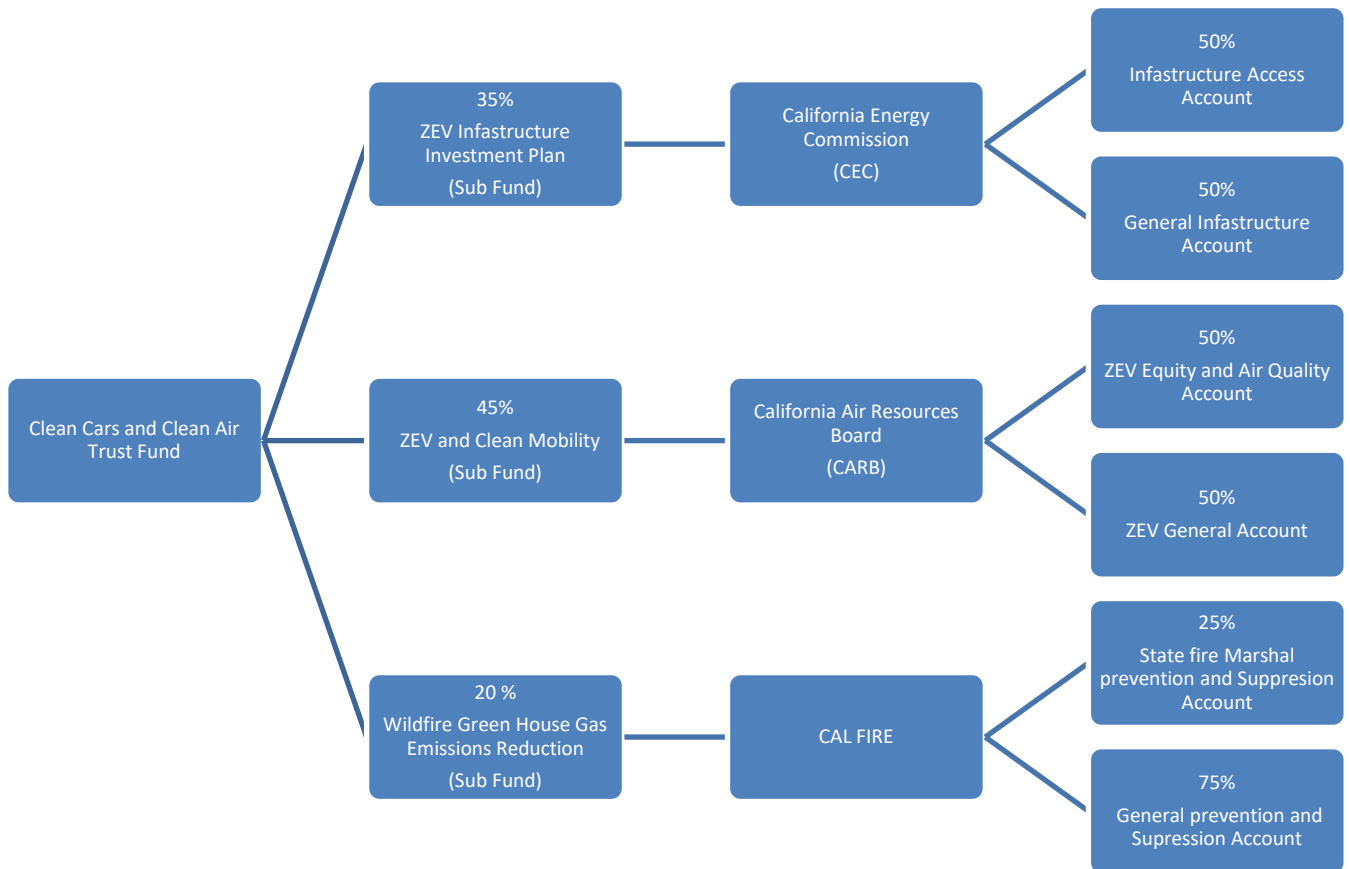 Clean Cars and Clean Air
Trust Fund
35%
ZEV Infastructure
Investment Plan
(Sub Fund)
California Energy
Commission
(CEC)
50%
Infastructure Access
Account
50%
General Infastructure
Account
45%
ZEV and Clean Mobility
(Sub Fund)
California Air Resources
Board
(CARB)
50%
ZEV Equity and Air Quality
Account
50%
ZEV General Account
20 %
Wildfire Green House Gas
Emissions Reduction
(Sub Fund)
CAL FIRE
25%
State fire Marshal
prevention and Suppresion
Account
75%
General prevention and
Supression Account